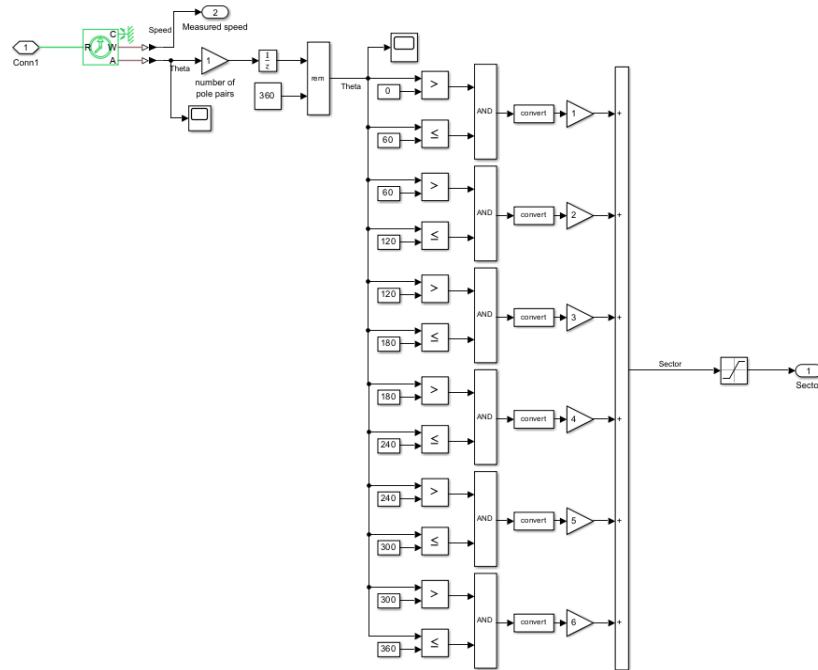 1
Conn1
R
C
W
A
Speed
2
Measured speed
Theta
1
number of
pole pairs
1
z
360
rem
Theta
0
>
60
≤
AND
convert
1
+
60
>
120
≤
AND
convert
2
+
120
>
180
≤
AND
convert
3
+
180
>
240
≤
AND
convert
4
+
240
>
300
≤
AND
convert
5
+
300
>
360
≤
AND
convert
6
+
Sector
1
Secto